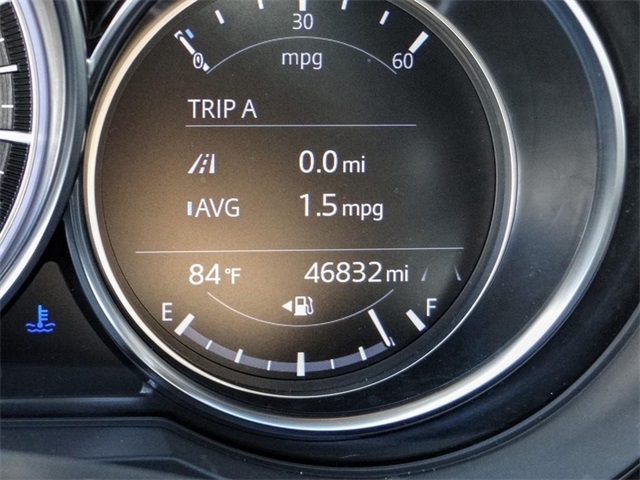 30
0 mpg 60
TRIP A
0.0 mi
AVG 1.5 mpg
84 °F 46832 mi
E F